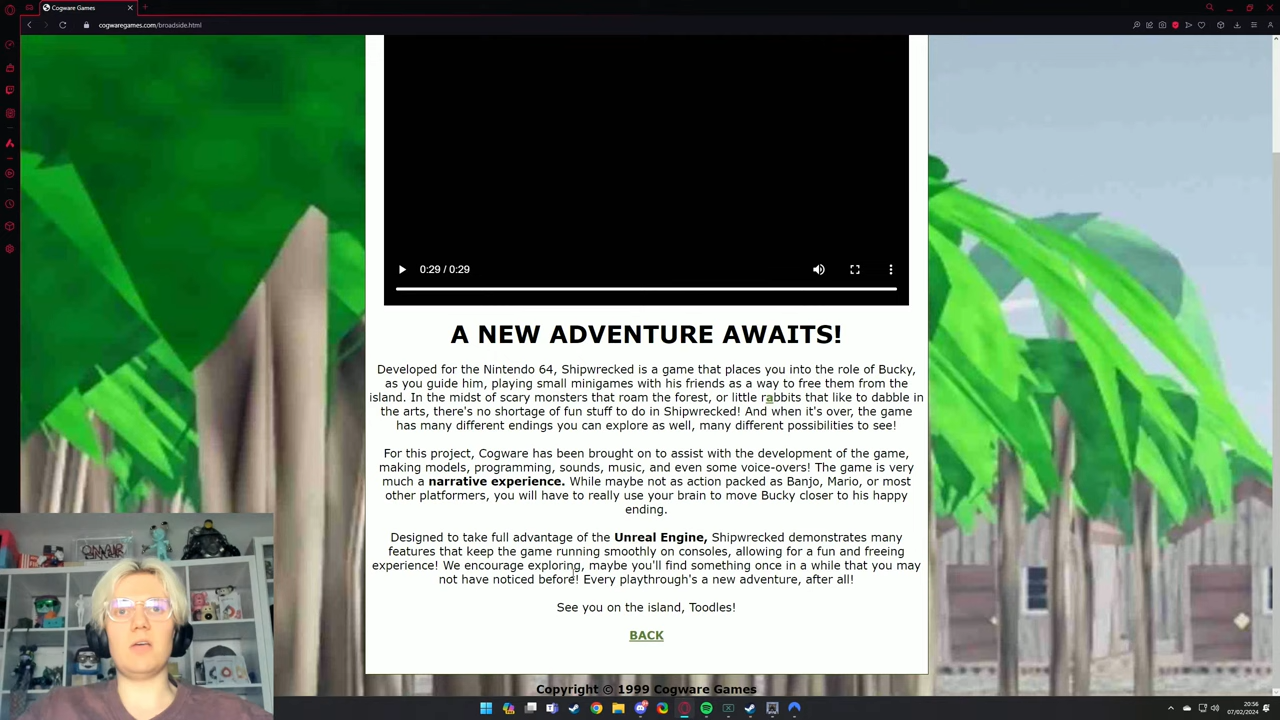 Cogware Games
cogwaregames.com/broadside.html
0:29 / 0:29
A NEW ADVENTURE AWAITS!
Developed for the Nintendo 64, Shipwrecked is a game that places you into the role of Bucky,
as you guide him, playing small minigames with his friends as a way to free them from the
island. In the midst of scary monsters that roam the forest, or little rabbits that like to dabble in
the arts, there's no shortage of fun stuff to do in Shipwrecked! And when it's over, the game
has many different endings you can explore as well, many different possibilities to see!
For this project, Cogware has been brought on to assist with the development of the game,
making models, programming, sounds, music, and even some voice-overs! The game is very
much a narrative experience. While maybe not as action packed as Banjo, Mario, or most
other platformers, you will have to really use your brain to move Bucky closer to his happy
ending.
Designed to take full advantage of the Unreal Engine, Shipwrecked demonstrates many
features that keep the game running smoothly on consoles, allowing for a fun and freeing
experience! We encourage exploring, maybe you'll find something once in a while that you may
not have noticed before! Every playthrough's a new adventure, after all!
See you on the island, Toodles!
BACK
Copyright © 1999 Cogware Games
ON AIR
20:56
07/02/2024